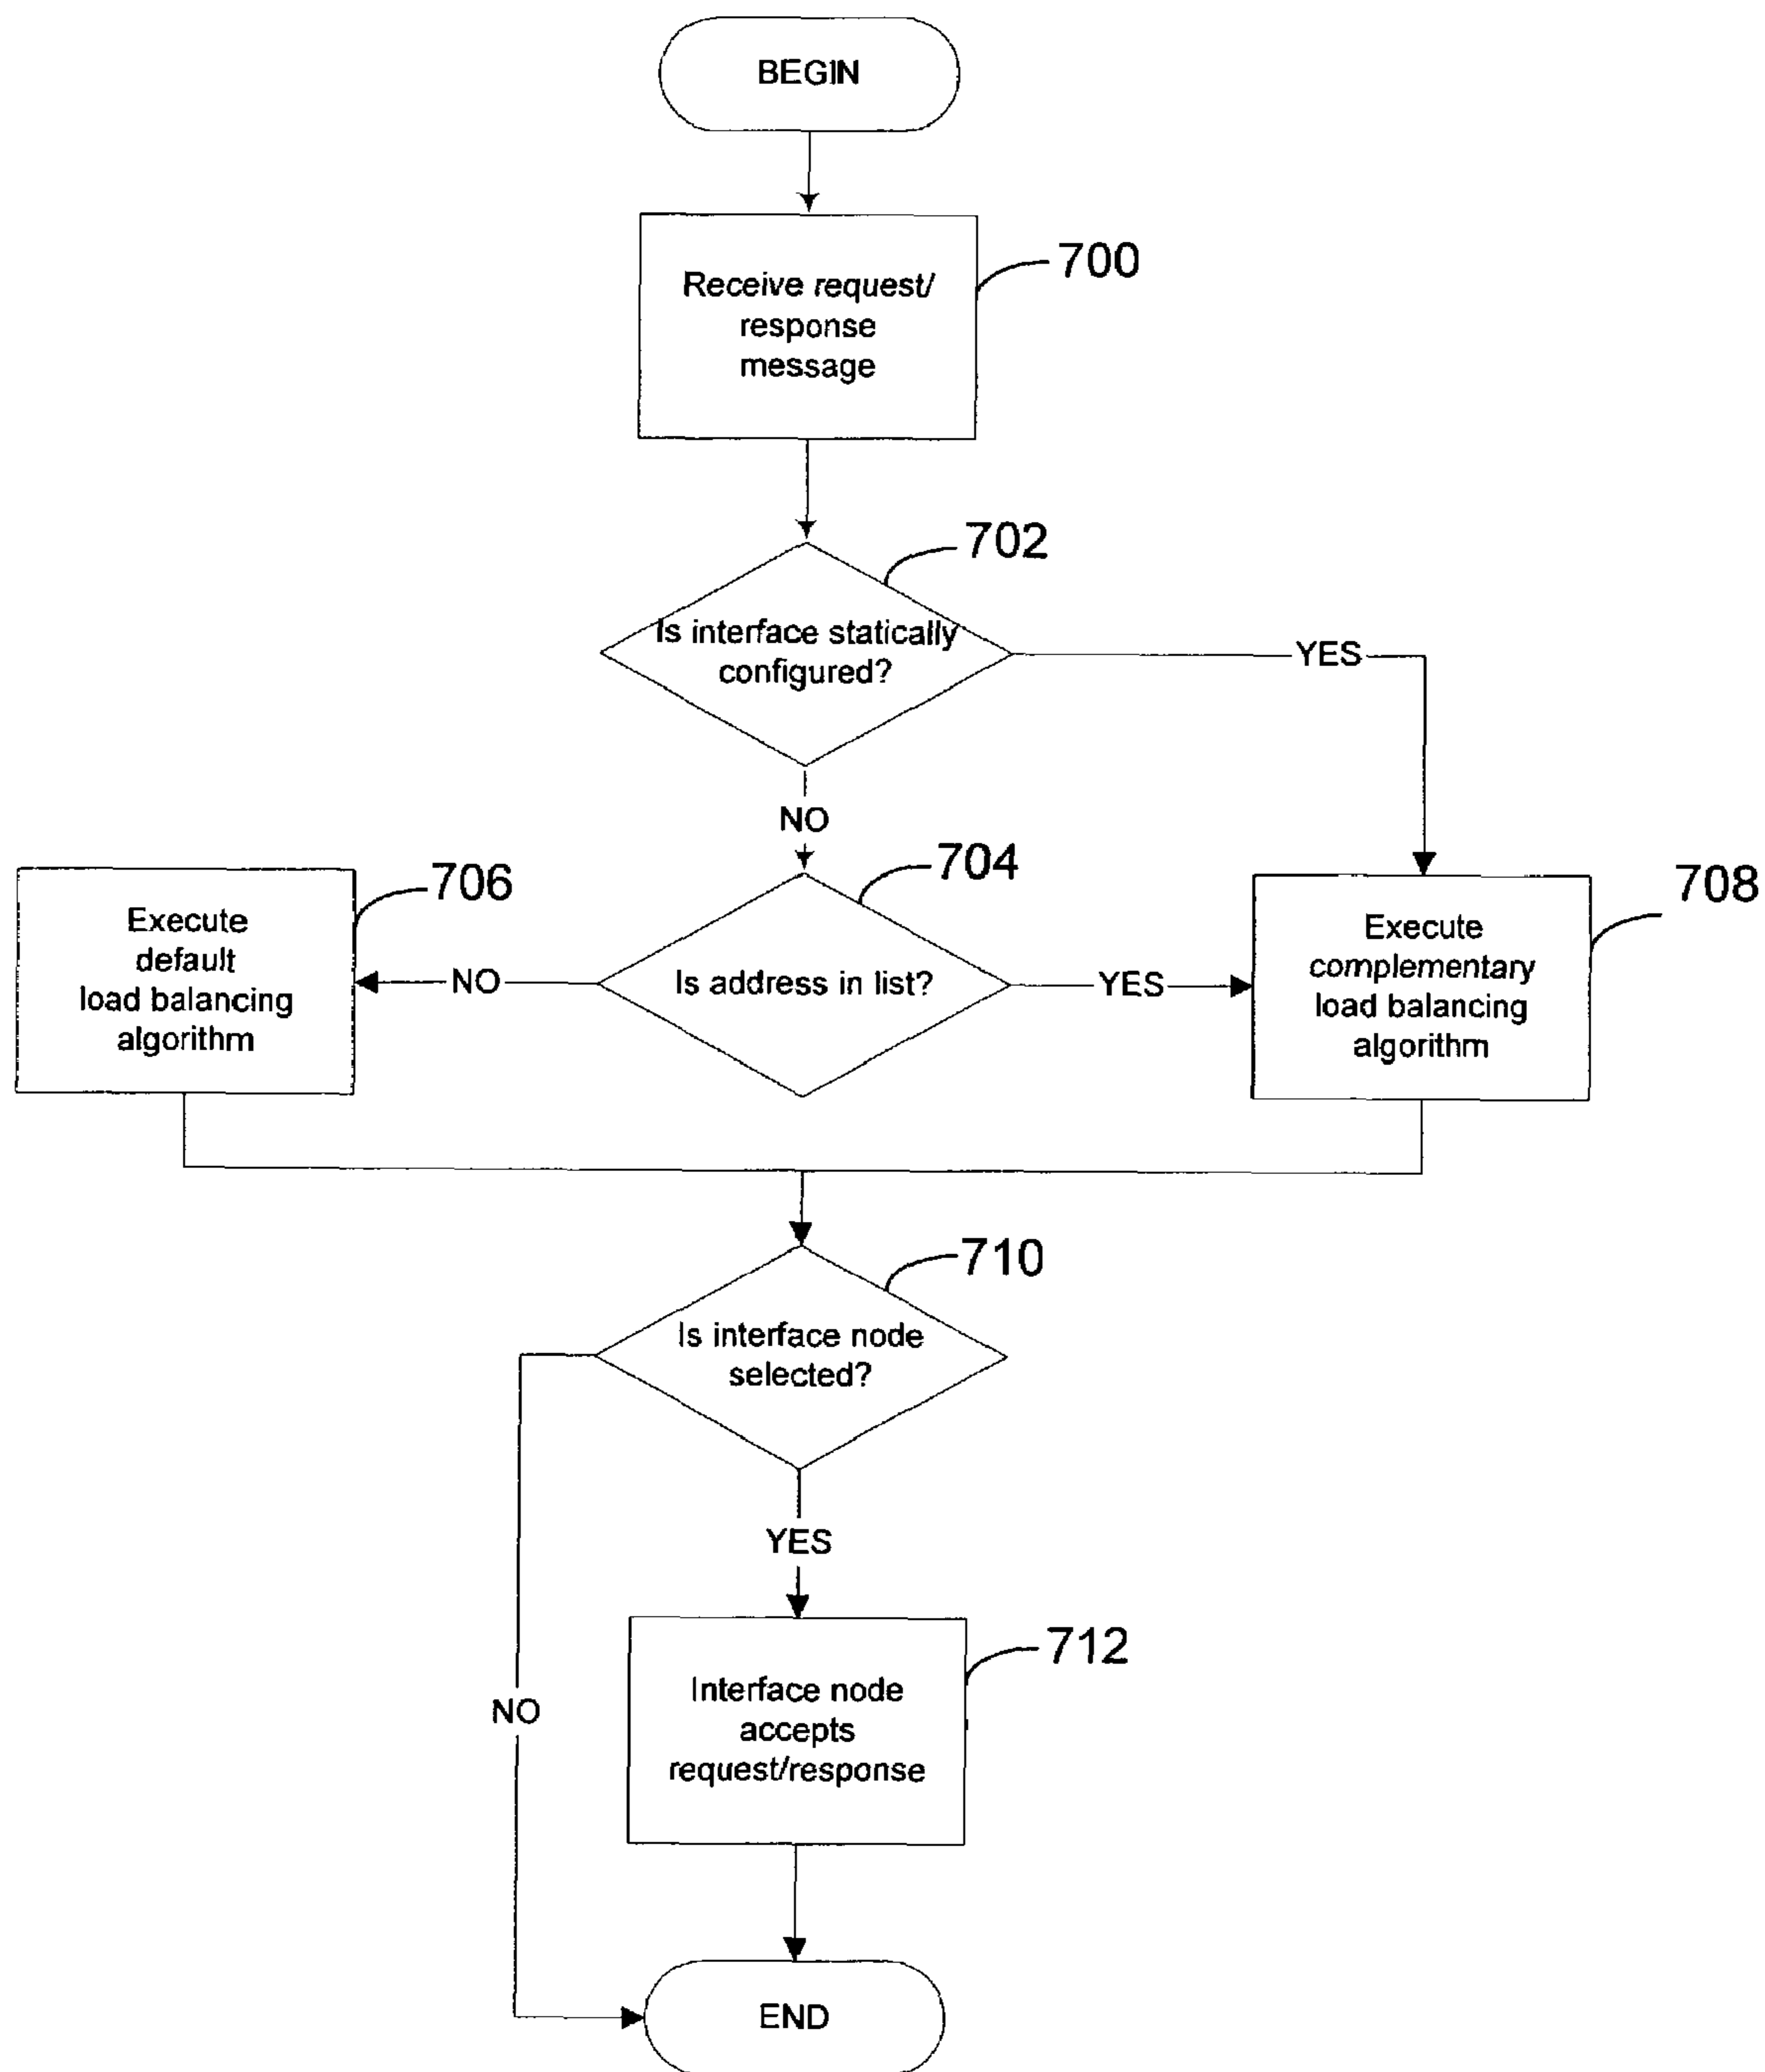 BEGIN
Receive request/
response
message
700
702
Is interface statically
configured?
YES
NO
704
706
708
Execute
default
load balancing
algorithm
NO
Is address in list?
YES
Execute
complementary
load balancing
algorithm
710
Is interface node
selected?
YES
NO
712
Interface node
accepts
request/response
END